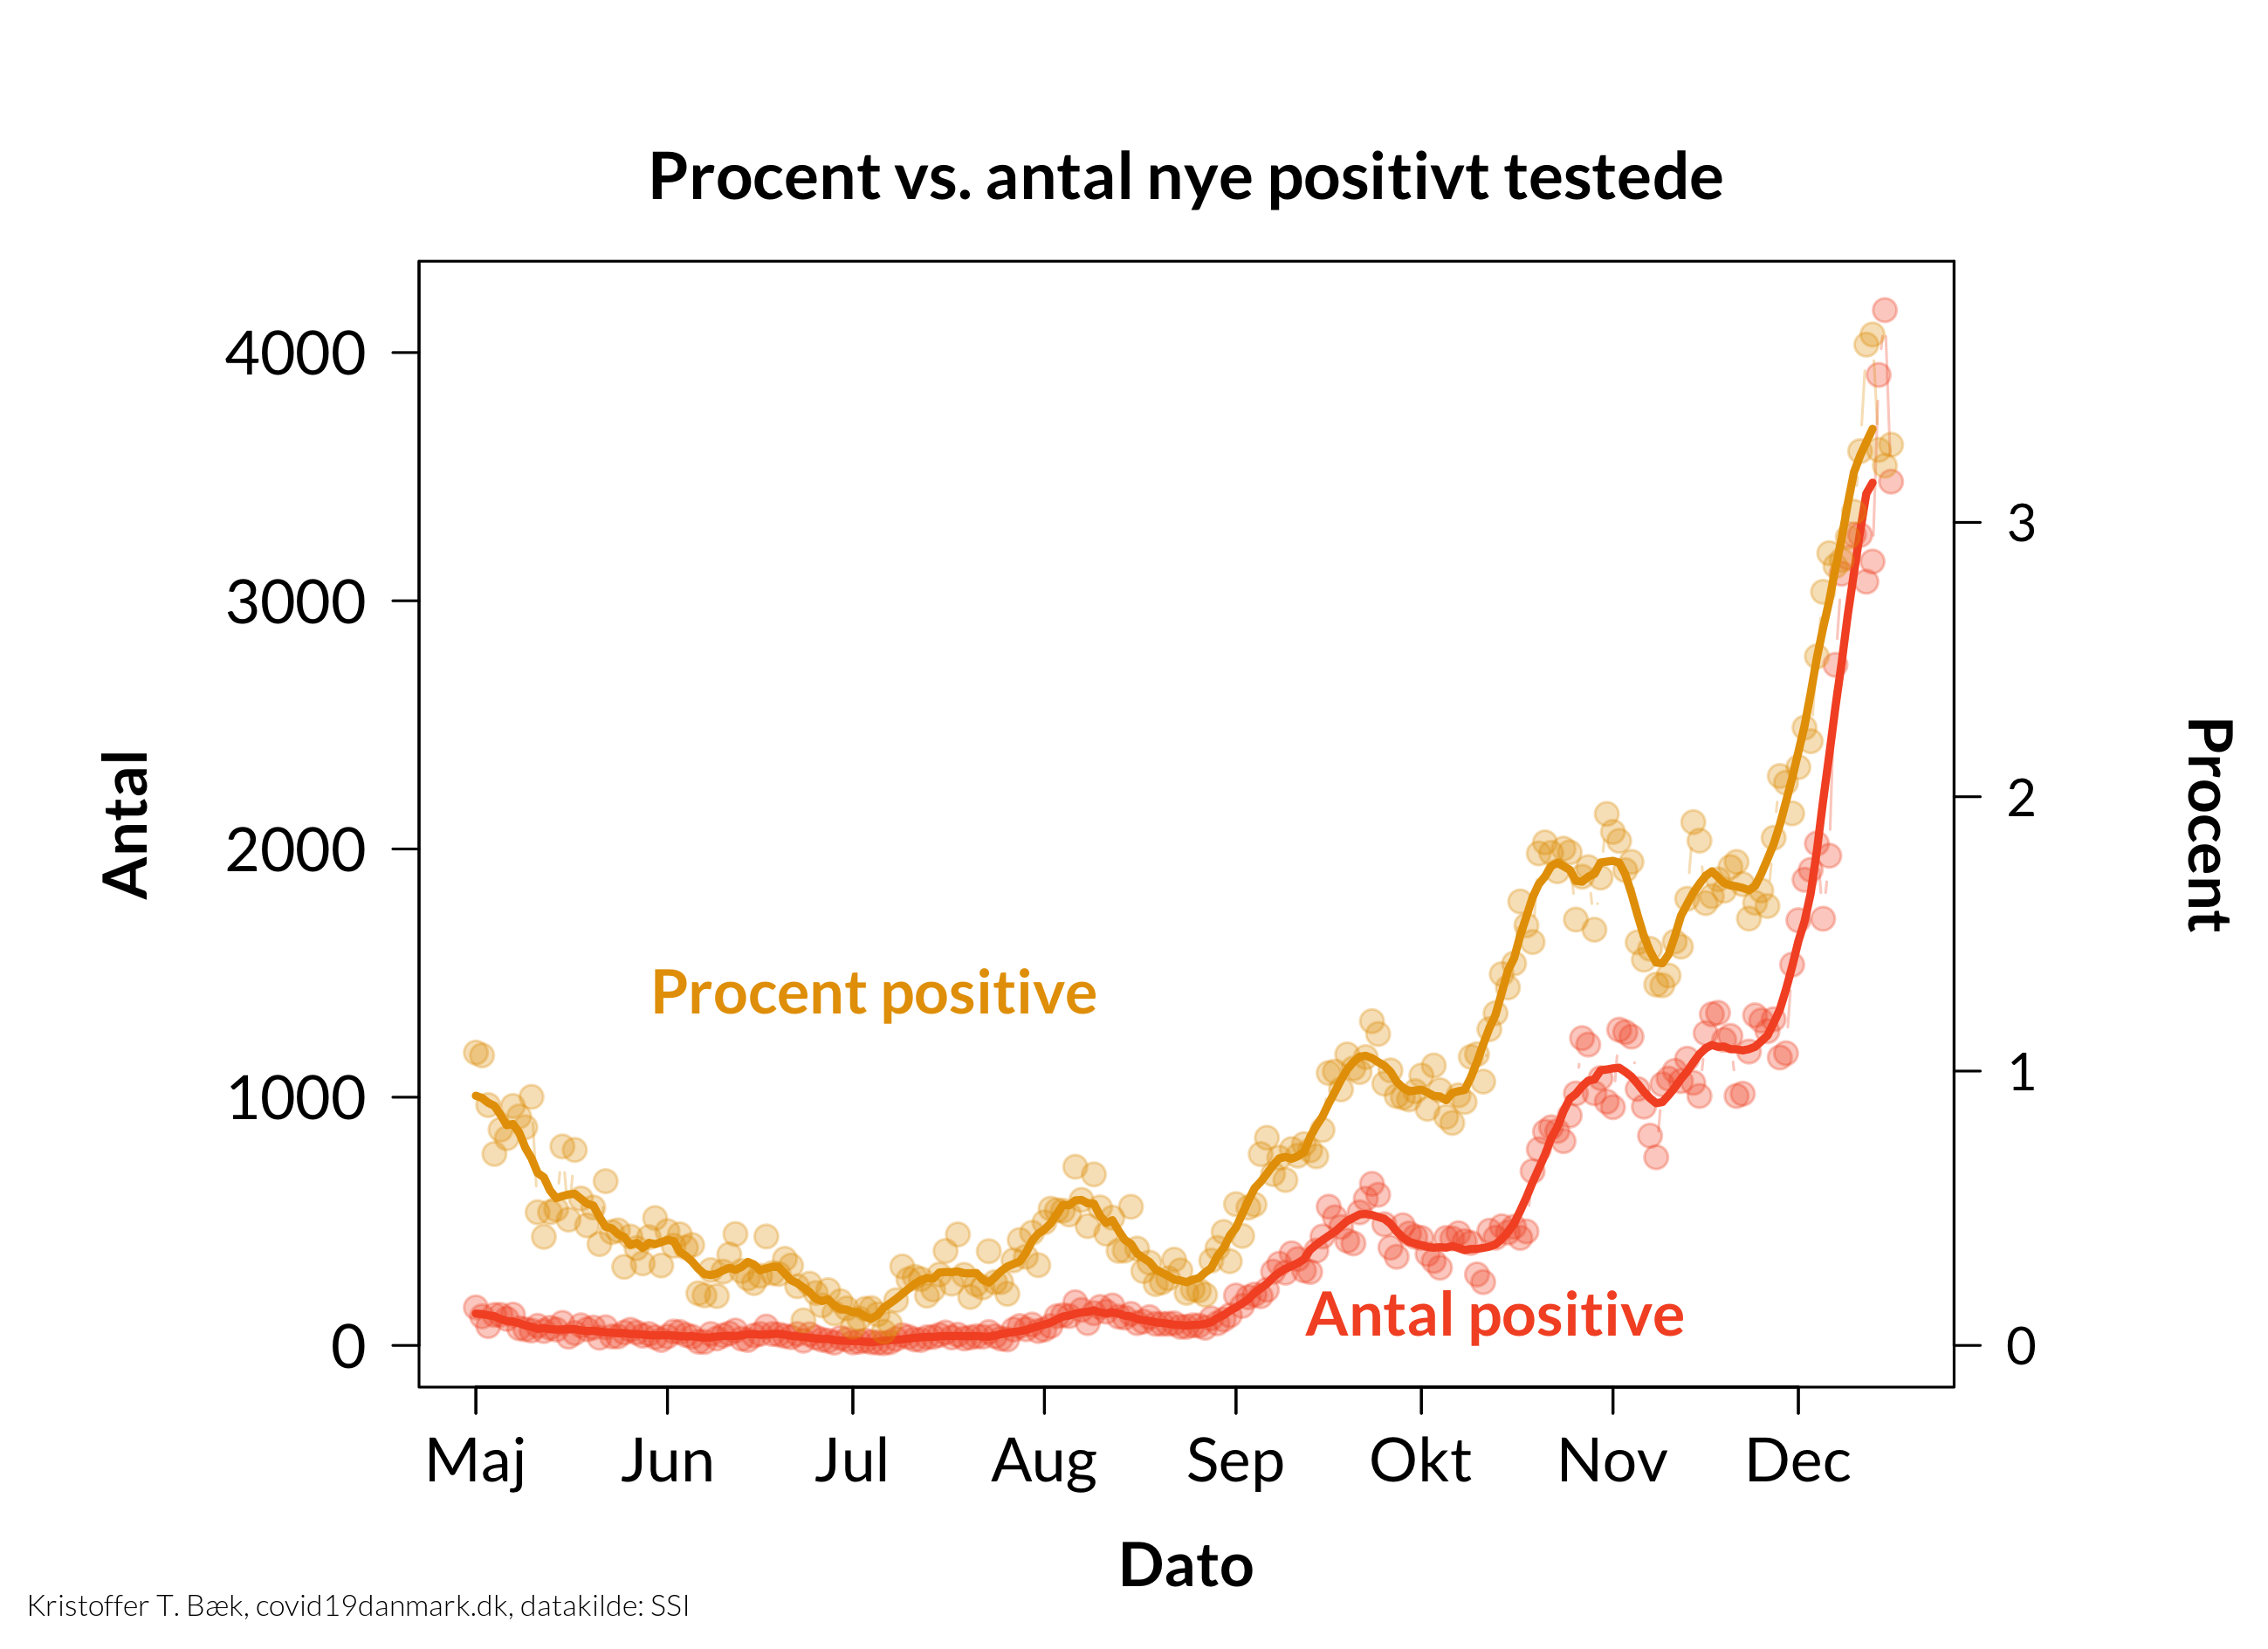 Procent vs. antal nye positivt testede
4000
3000
2000
1000
0
Antal
3
2
1
0
Procent
Procent positive
Antal positive
Maj Jun Jul Aug Sep Okt Nov Dec
Dato
Kristoffer T. Bæk, covid19danmark.dk, datakilde: SSI